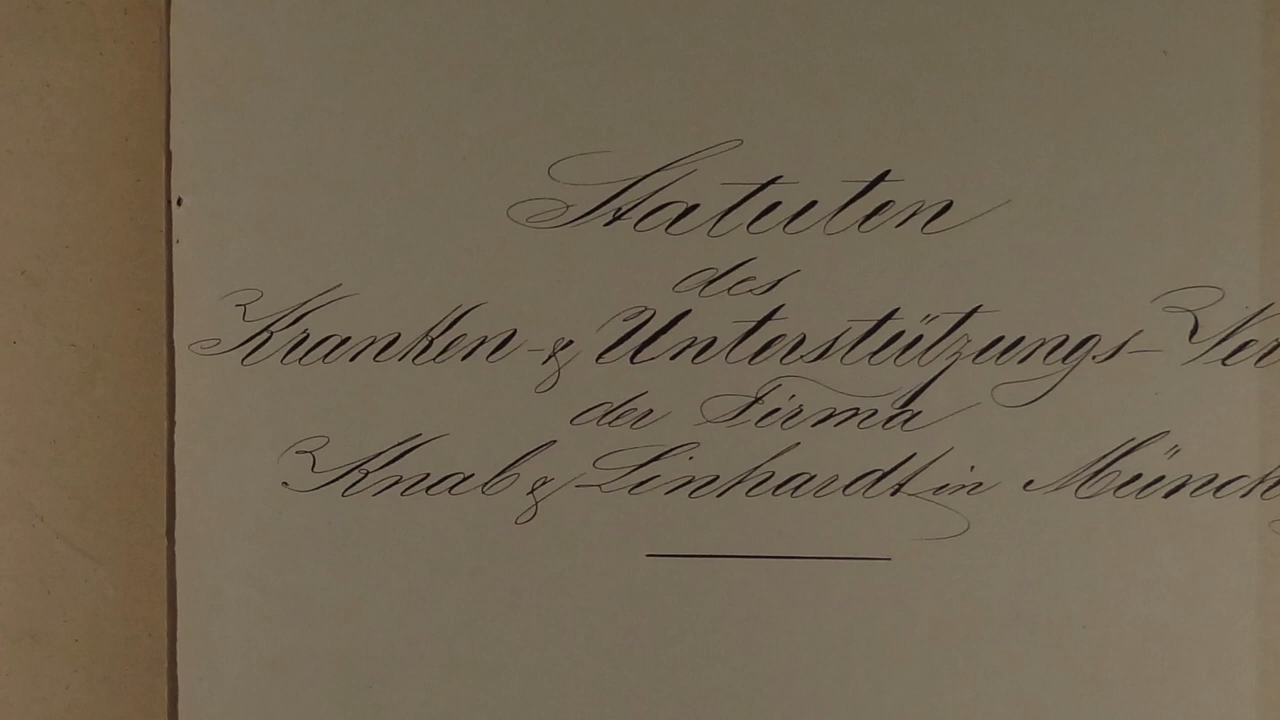 Statuten
des
Kranken- & Unterstützungs-Ver
der Firma
Knab & Linhardt in Münch